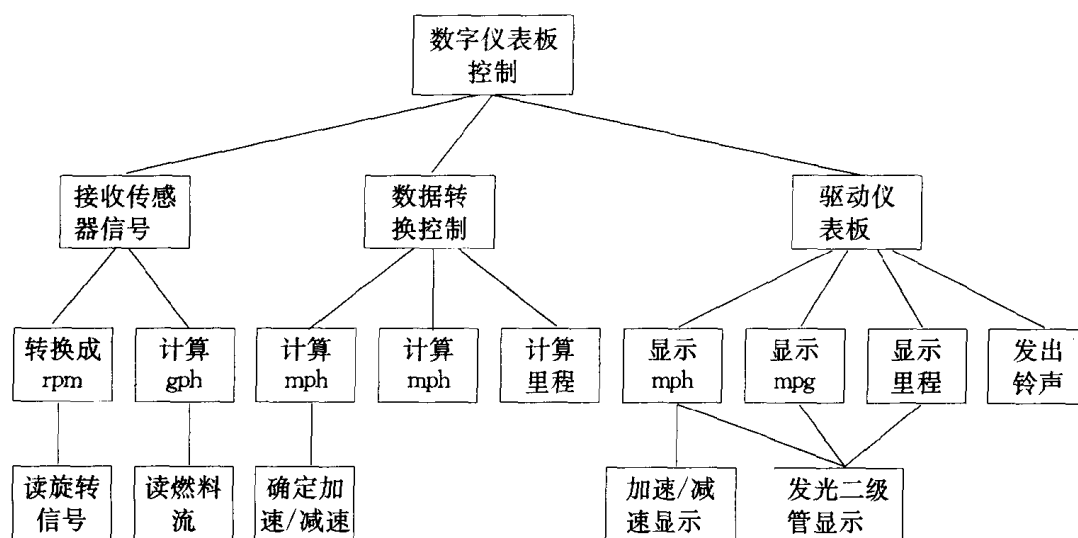 数字仪表板
控制
接收传感
器信号
数据转
换控制
驱动仪
表板
转换成
rpm
计算
gph
计算
mph
计算
mph
计算
里程
显示
mph
显示
mpg
显示
里程
发出
铃声
读旋转
信号
读燃料
流
确定加
速/减速
加速/减
速显示
发光二级
管显示